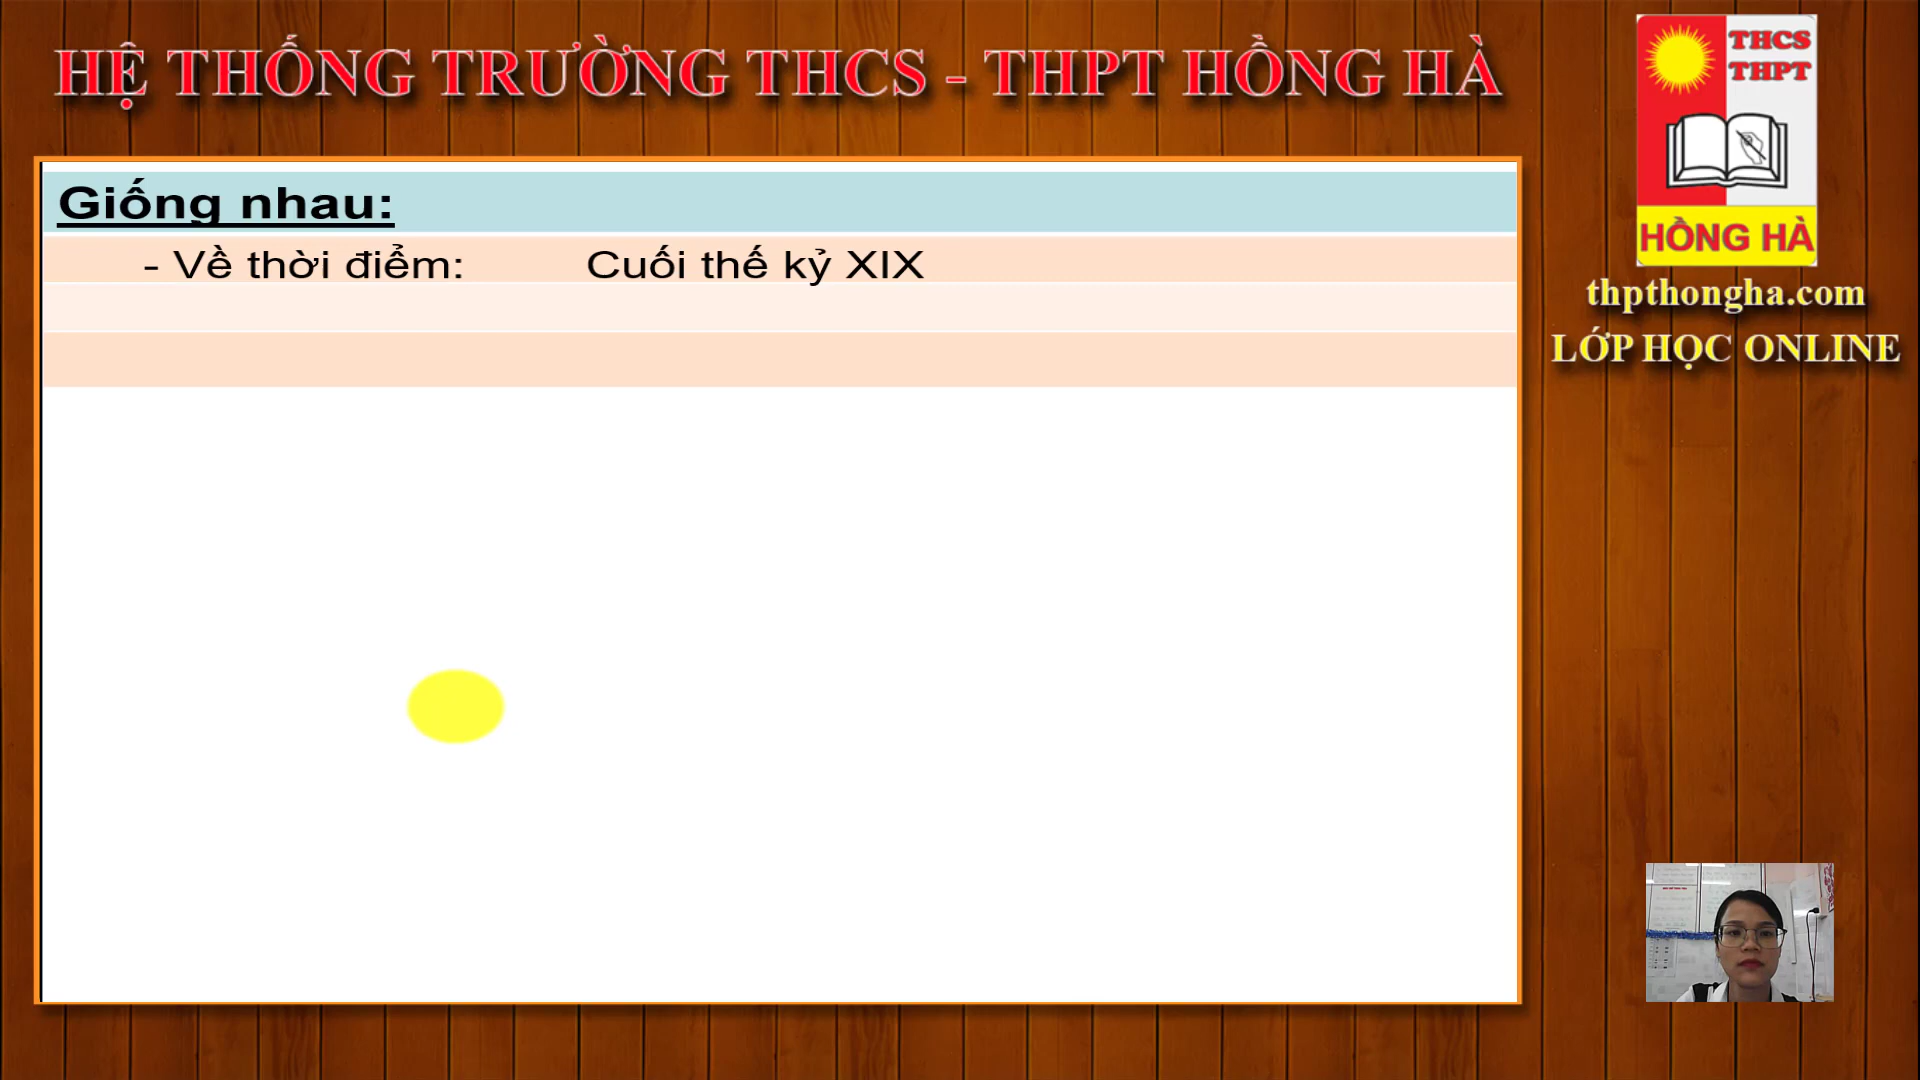 HỆ THỐNG TRƯỜNG THCS - THPT HỒNG HÀ
THCS
THPT
HỒNG HÀ
thpthongha.com
LỚP HỌC ONLINE
Giống nhau:
- Về thời điểm: Cuối thế kỷ XIX